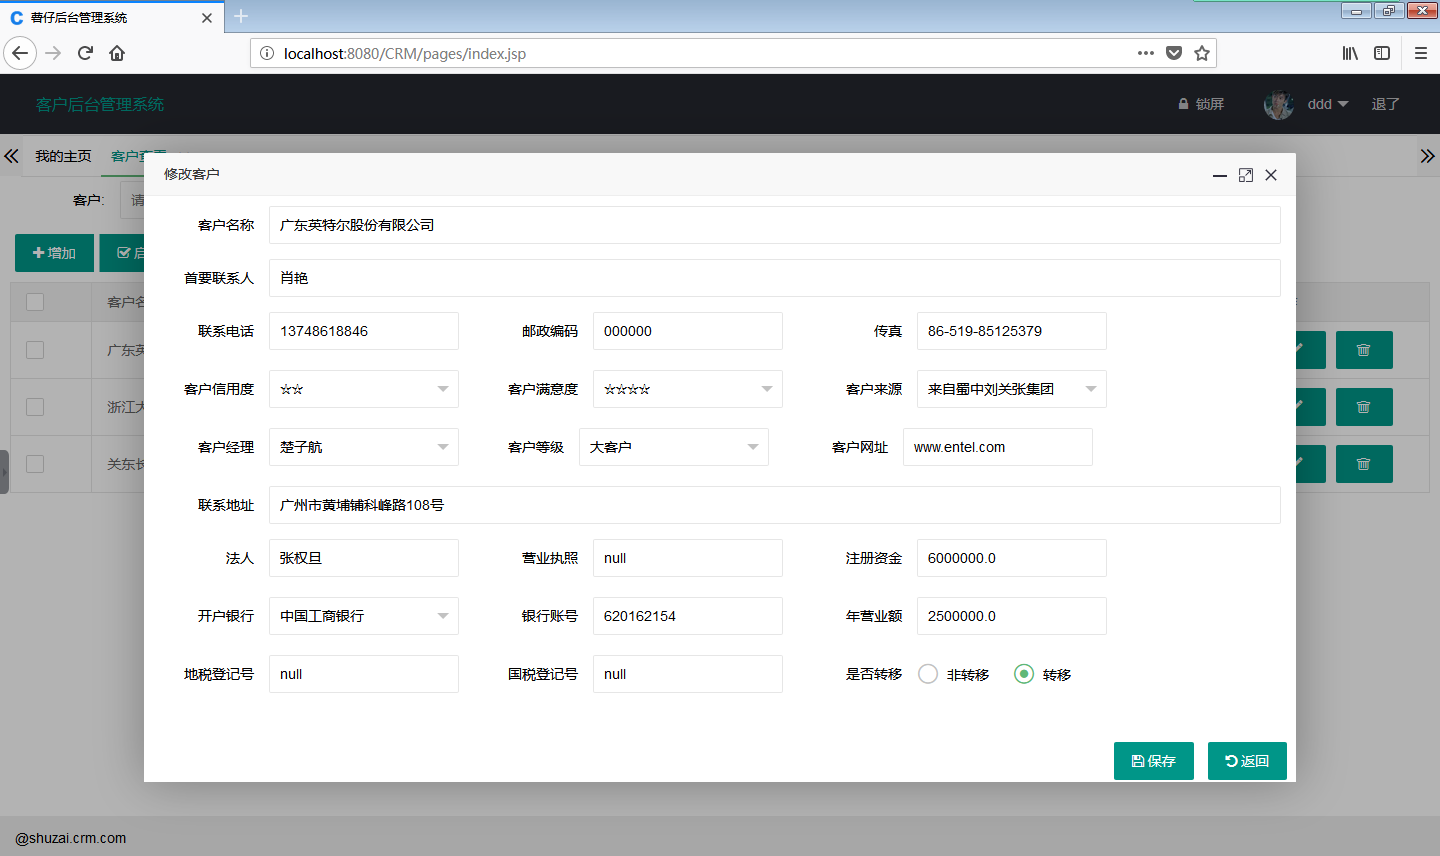 蒈仔后台管理系统
localhost:8080/CRM/pages/index.jsp
客户后台管理系统
锁屏
ddd
退了
我的主页
客户查看
客户:
请
增加
启
客户名
广东英
浙江大
关东长
修改客户
客户名称 广东英特尔股份有限公司
首要联系人 肖艳
联系电话 13748618846 邮政编码 000000 传真 86-519-85125379
客户信用度 ☆☆ 客户满意度 ☆☆☆☆ 客户来源 来自蜀中刘关张集团
客户经理 楚子航 客户等级 大客户 客户网址 www.entel.com
联系地址 广州市黄埔铺科峰路108号
法人 张权旦 营业执照 null 注册资金 6000000.0
开户银行 中国工商银行 银行账号 620162154 年营业额 2500000.0
地税登记号 null 国税登记号 null 是否转移 非转移 转移
保存 返回
@shuzai.crm.com